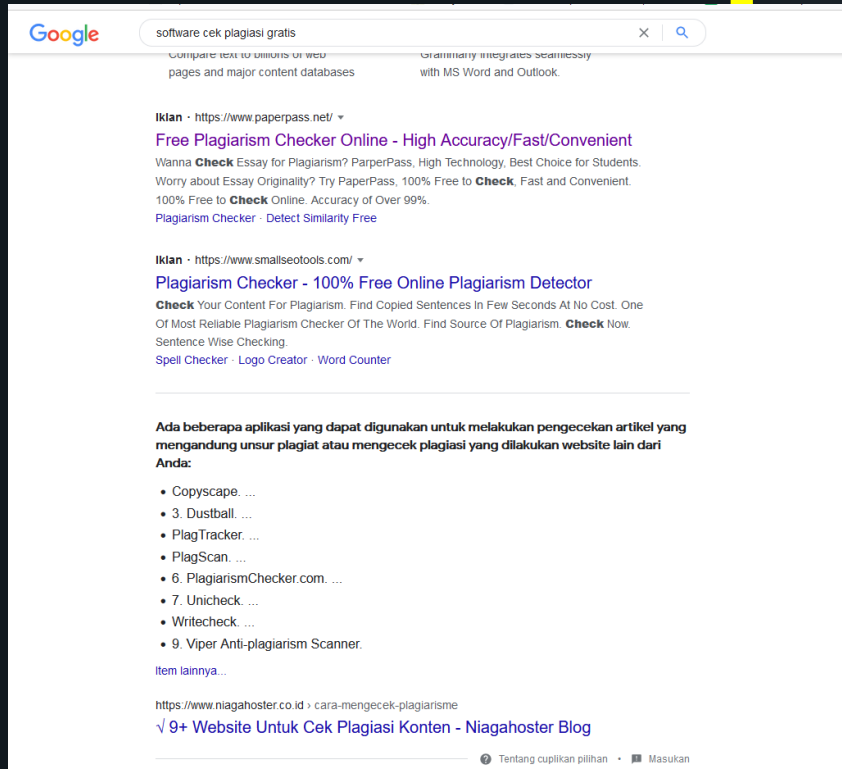 Google
software cek plagiasi gratis
Compare text to billions of web
pages and major content databases
Grammarly integrates seamlessly
with MS Word and Outlook.
Iklan · https://www.paperpass.net/
Free Plagiarism Checker Online - High Accuracy/Fast/Convenient
Wanna Check Essay for Plagiarism? ParperPass, High Technology, Best Choice for Students.
Worry about Essay Originality? Try PaperPass, 100% Free to Check, Fast and Convenient.
100% Free to Check Online. Accuracy of Over 99%.
Plagiarism Checker · Detect Similarity Free
Iklan · https://www.smallseotools.com/
Plagiarism Checker - 100% Free Online Plagiarism Detector
Check Your Content For Plagiarism. Find Copied Sentences In Few Seconds At No Cost. One
Of Most Reliable Plagiarism Checker Of The World. Find Source Of Plagiarism. Check Now.
Sentence Wise Checking.
Spell Checker · Logo Creator · Word Counter
Ada beberapa aplikasi yang dapat digunakan untuk melakukan pengecekan artikel yang
mengandung unsur plagiat atau mengecek plagiasi yang dilakukan website lain dari
Anda:
• Copyscape. ...
• 3. Dustball. ...
• PlagTracker. ...
• PlagScan. ...
• 6. PlagiarismChecker.com. ...
• 7. Unicheck. ...
• Writecheck. ...
• 9. Viper Anti-plagiarism Scanner.
Item lainnya...
https://www.niagahoster.co.id › cara-mengecek-plagiarisme
√ 9+ Website Untuk Cek Plagiasi Konten - Niagahoster Blog
Tentang cuplikan pilihan · Masukan